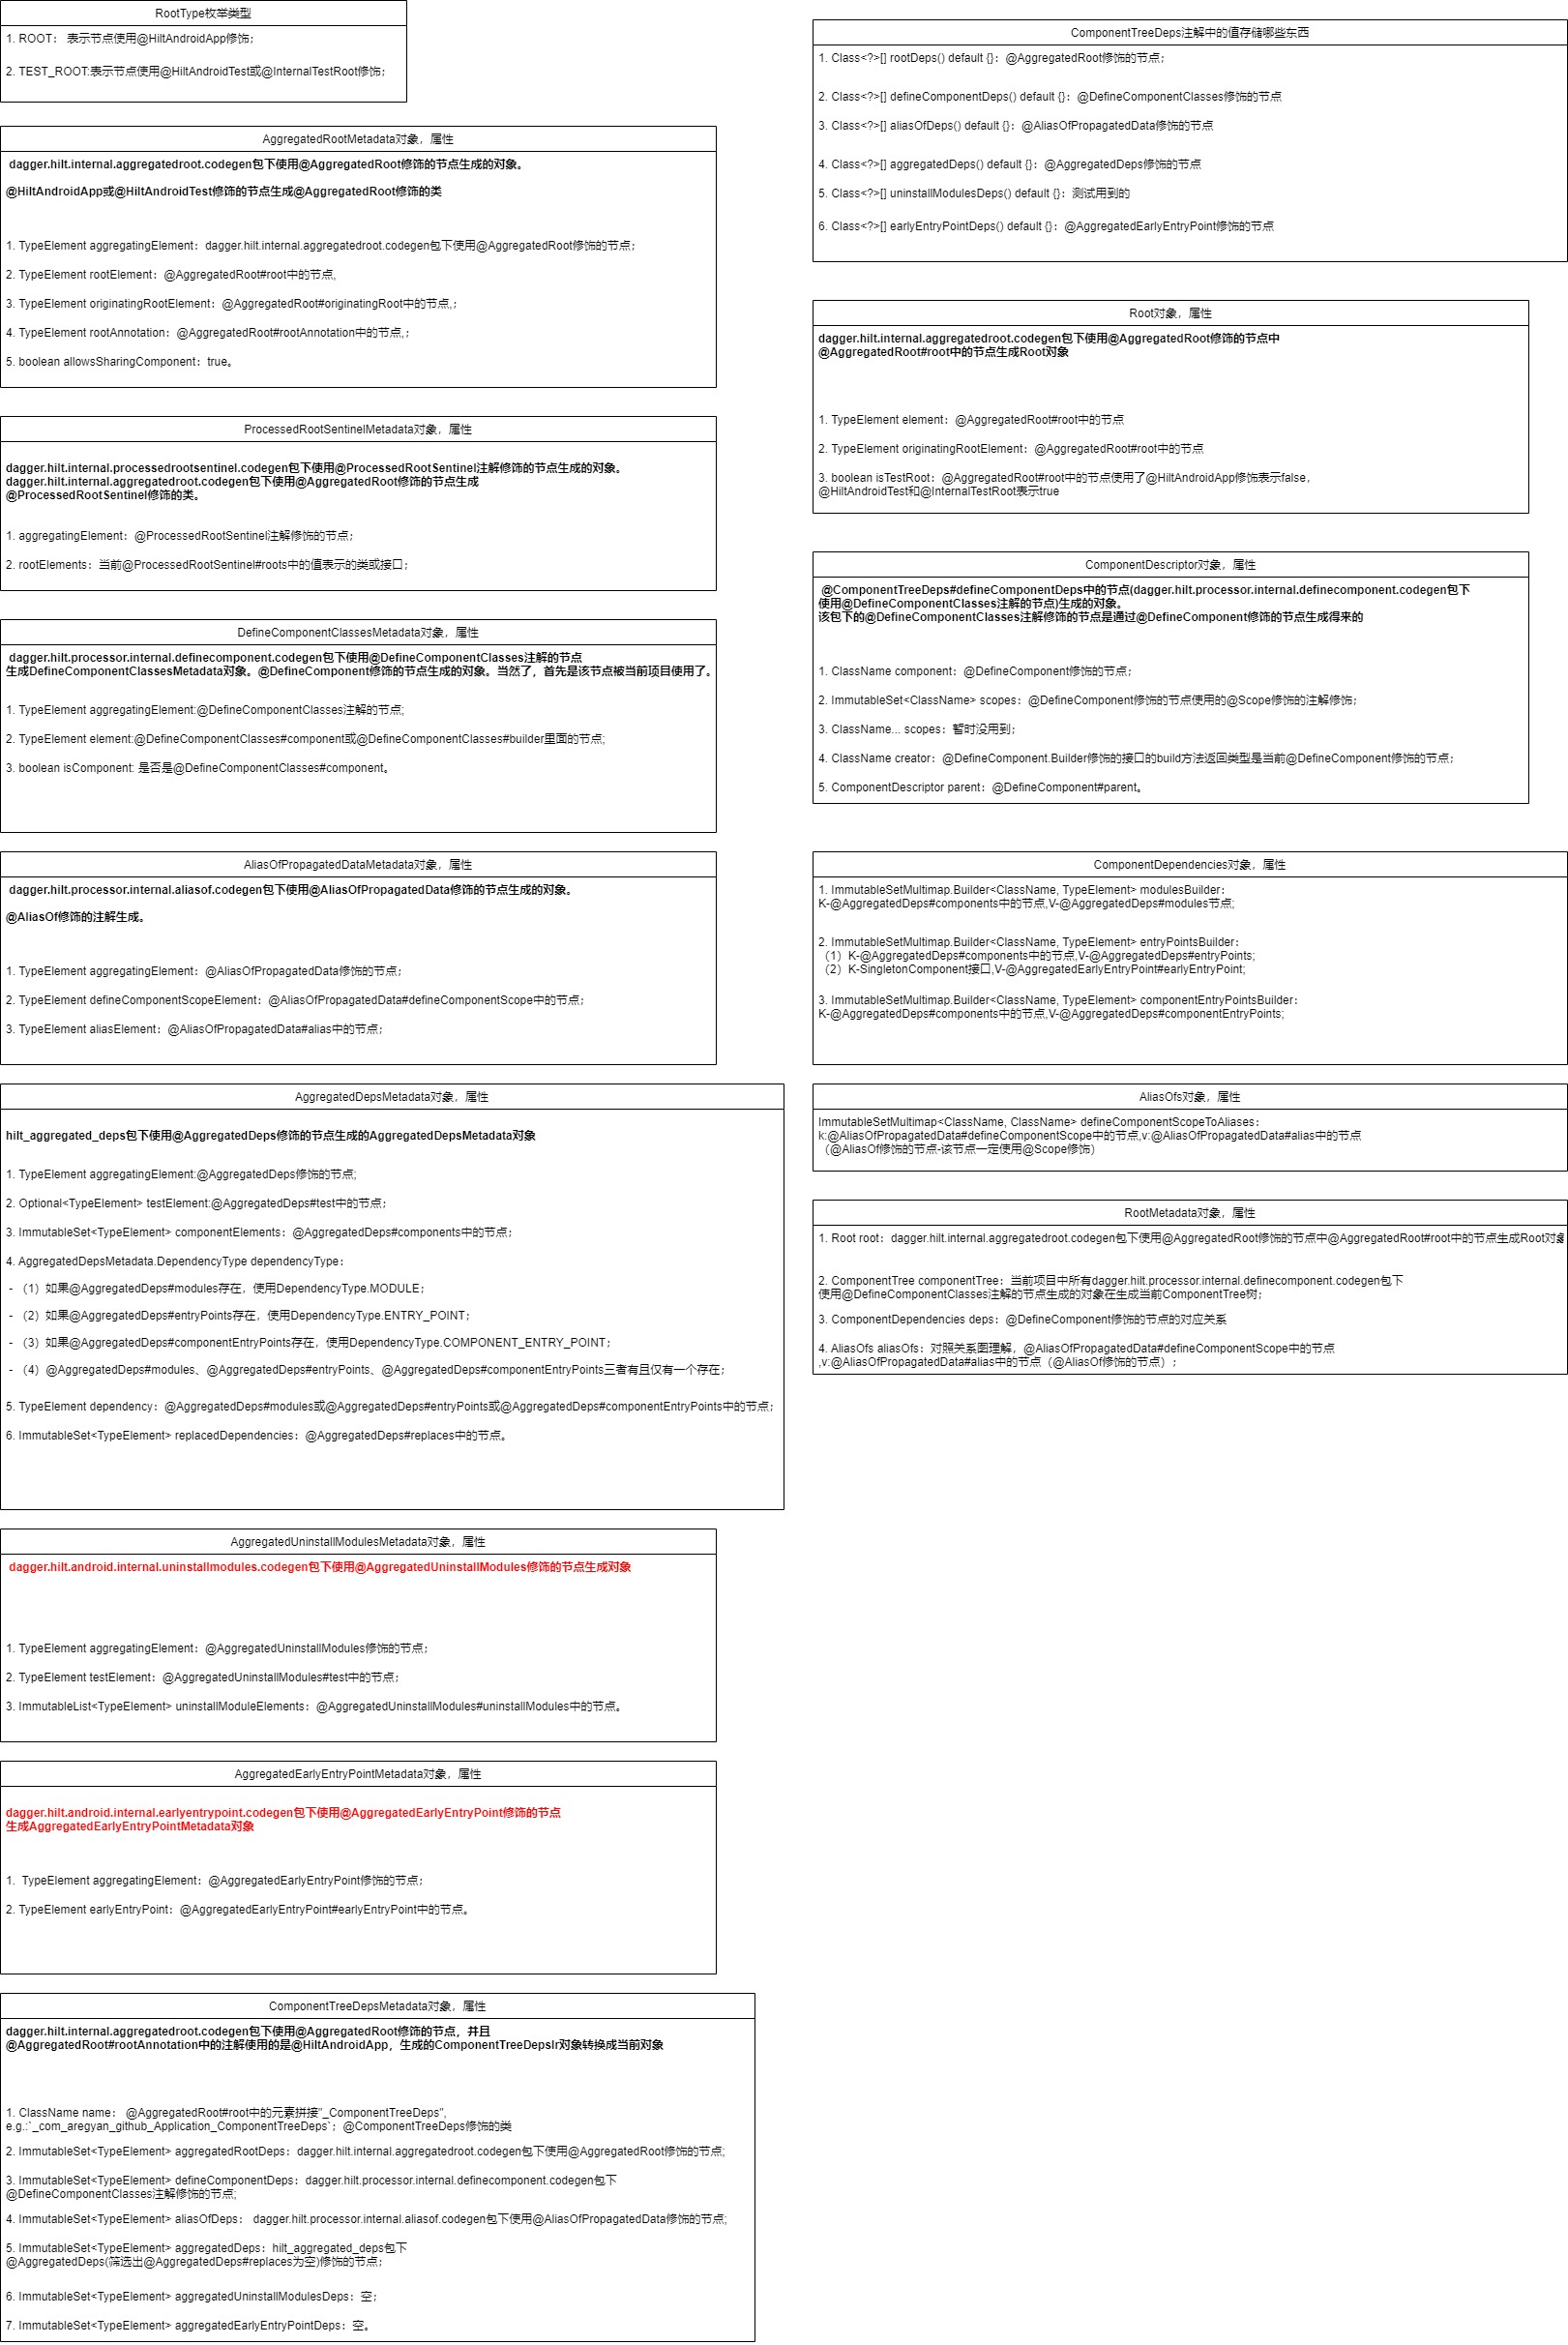 RootType枚举类型
1. ROOT： 表示节点使用@HiltAndroidApp修饰；
2. TEST_ROOT:表示节点使用@HiltAndroidTest或@InternalTestRoot修饰；
AggregatedRootMetadata对象，属性
dagger.hilt.internal.aggregatedroot.codegen包下使用@AggregatedRoot修饰的节点生成的对象。
@HiltAndroidApp或@HiltAndroidTest修饰的节点生成@AggregatedRoot修饰的类
1. TypeElement aggregatingElement：dagger.hilt.internal.aggregatedroot.codegen包下使用@AggregatedRoot修饰的节点；
2. TypeElement rootElement：@AggregatedRoot#root中的节点,
3. TypeElement originatingRootElement：@AggregatedRoot#originatingRoot中的节点,；
4. TypeElement rootAnnotation：@AggregatedRoot#rootAnnotation中的节点,；
5. boolean allowsSharingComponent：true。
ProcessedRootSentinelMetadata对象，属性
dagger.hilt.internal.processedrootsentinel.codegen包下使用@ProcessedRootSentinel注解修饰的节点生成的对象。
dagger.hilt.internal.aggregatedroot.codegen包下使用@AggregatedRoot修饰的节点生成
@ProcessedRootSentinel修饰的类。
1. aggregatingElement：@ProcessedRootSentinel注解修饰的节点；
2. rootElements：当前@ProcessedRootSentinel#roots中的值表示的类或接口；
DefineComponentClassesMetadata对象，属性
dagger.hilt.processor.internal.definecomponent.codegen包下使用@DefineComponentClasses注解的节点
生成DefineComponentClassesMetadata对象。@DefineComponent修饰的节点生成的对象。当然了，首先是该节点被当前项目使用了。
1. TypeElement aggregatingElement:@DefineComponentClasses注解的节点;
2. TypeElement element:@DefineComponentClasses#component或@DefineComponentClasses#builder里面的节点;
3. boolean isComponent: 是否是@DefineComponentClasses#component。
AliasOfPropagatedDataMetadata对象，属性
dagger.hilt.processor.internal.aliasof.codegen包下使用@AliasOfPropagatedData修饰的节点生成的对象。
@AliasOf修饰的注解生成。
1. TypeElement aggregatingElement：@AliasOfPropagatedData修饰的节点；
2. TypeElement defineComponentScopeElement：@AliasOfPropagatedData#defineComponentScope中的节点；
3. TypeElement aliasElement：@AliasOfPropagatedData#alias中的节点；
AggregatedDepsMetadata对象，属性
hilt_aggregated_deps包下使用@AggregatedDeps修饰的节点生成的AggregatedDepsMetadata对象
1. TypeElement aggregatingElement:@AggregatedDeps修饰的节点;
2. Optional<TypeElement> testElement:@AggregatedDeps#test中的节点；
3. ImmutableSet<TypeElement> componentElements：@AggregatedDeps#components中的节点；
4. AggregatedDepsMetadata.DependencyType dependencyType：
- （1）如果@AggregatedDeps#modules存在，使用DependencyType.MODULE；
- （2）如果@AggregatedDeps#entryPoints存在，使用DependencyType.ENTRY_POINT；
- （3）如果@AggregatedDeps#componentEntryPoints存在，使用DependencyType.COMPONENT_ENTRY_POINT；
- （4）@AggregatedDeps#modules、@AggregatedDeps#entryPoints、@AggregatedDeps#componentEntryPoints三者有且仅有一个存在；
5. TypeElement dependency：@AggregatedDeps#modules或@AggregatedDeps#entryPoints或@AggregatedDeps#componentEntryPoints中的节点；
6. ImmutableSet<TypeElement> replacedDependencies：@AggregatedDeps#replaces中的节点。
AggregatedUninstallModulesMetadata对象，属性
dagger.hilt.android.internal.uninstallmodules.codegen包下使用@AggregatedUninstallModules修饰的节点生成对象
1. TypeElement aggregatingElement：@AggregatedUninstallModules修饰的节点；
2. TypeElement testElement：@AggregatedUninstallModules#test中的节点；
3. ImmutableList<TypeElement> uninstallModuleElements：@AggregatedUninstallModules#uninstallModules中的节点。
AggregatedEarlyEntryPointMetadata对象，属性
dagger.hilt.android.internal.earlyentrypoint.codegen包下使用@AggregatedEarlyEntryPoint修饰的节点
生成AggregatedEarlyEntryPointMetadata对象
1. TypeElement aggregatingElement：@AggregatedEarlyEntryPoint修饰的节点；
2. TypeElement earlyEntryPoint：@AggregatedEarlyEntryPoint#earlyEntryPoint中的节点。
ComponentTreeDepsMetadata对象，属性
dagger.hilt.internal.aggregatedroot.codegen包下使用@AggregatedRoot修饰的节点，并且
@AggregatedRoot#rootAnnotation中的注解使用的是@HiltAndroidApp，生成的ComponentTreeDepsIr对象转换成当前对象
1. ClassName name： @AggregatedRoot#root中的元素拼接"_ComponentTreeDeps",
e.g.:`_com_aregyan_github_Application_ComponentTreeDeps`；@ComponentTreeDeps修饰的类
2. ImmutableSet<TypeElement> aggregatedRootDeps：dagger.hilt.internal.aggregatedroot.codegen包下使用@AggregatedRoot修饰的节点;
3. ImmutableSet<TypeElement> defineComponentDeps：dagger.hilt.processor.internal.definecomponent.codegen包下
@DefineComponentClasses注解修饰的节点;
4. ImmutableSet<TypeElement> aliasOfDeps： dagger.hilt.processor.internal.aliasof.codegen包下使用@AliasOfPropagatedData修饰的节点;
5. ImmutableSet<TypeElement> aggregatedDeps：hilt_aggregated_deps包下
@AggregatedDeps(筛选出@AggregatedDeps#replaces为空)修饰的节点；
6. ImmutableSet<TypeElement> aggregatedUninstallModulesDeps：空；
7. ImmutableSet<TypeElement> aggregatedEarlyEntryPointDeps：空。
ComponentTreeDeps注解中的值存储哪些东西
1. Class<?>[] rootDeps() default {}：@AggregatedRoot修饰的节点；
2. Class<?>[] defineComponentDeps() default {}：@DefineComponentClasses修饰的节点
3. Class<?>[] aliasOfDeps() default {}：@AliasOfPropagatedData修饰的节点
4. Class<?>[] aggregatedDeps() default {}：@AggregatedDeps修饰的节点
5. Class<?>[] uninstallModulesDeps() default {}：测试用到的
6. Class<?>[] earlyEntryPointDeps() default {}：@AggregatedEarlyEntryPoint修饰的节点
Root对象，属性
dagger.hilt.internal.aggregatedroot.codegen包下使用@AggregatedRoot修饰的节点中
@AggregatedRoot#root中的节点生成Root对象
1. TypeElement element：@AggregatedRoot#root中的节点
2. TypeElement originatingRootElement：@AggregatedRoot#root中的节点
3. boolean isTestRoot：@AggregatedRoot#root中的节点使用了@HiltAndroidApp修饰表示false，
@HiltAndroidTest和@InternalTestRoot表示true
ComponentDescriptor对象，属性
@ComponentTreeDeps#defineComponentDeps中的节点(dagger.hilt.processor.internal.definecomponent.codegen包下
使用@DefineComponentClasses注解的节点)生成的对象。
该包下的@DefineComponentClasses注解修饰的节点是通过@DefineComponent修饰的节点生成得来的
1. ClassName component：@DefineComponent修饰的节点；
2. ImmutableSet<ClassName> scopes：@DefineComponent修饰的节点使用的@Scope修饰的注解修饰；
3. ClassName... scopes：暂时没用到；
4. ClassName creator：@DefineComponent.Builder修饰的接口的build方法返回类型是当前@DefineComponent修饰的节点；
5. ComponentDescriptor parent：@DefineComponent#parent。
ComponentDependencies对象，属性
1. ImmutableSetMultimap.Builder<ClassName, TypeElement> modulesBuilder：
K-@AggregatedDeps#components中的节点,V-@AggregatedDeps#modules节点;
2. ImmutableSetMultimap.Builder<ClassName, TypeElement> entryPointsBuilder：
（1）K-@AggregatedDeps#components中的节点,V-@AggregatedDeps#entryPoints;
（2）K-SingletonComponent接口,V-@AggregatedEarlyEntryPoint#earlyEntryPoint;
3. ImmutableSetMultimap.Builder<ClassName, TypeElement> componentEntryPointsBuilder：
K-@AggregatedDeps#components中的节点,V-@AggregatedDeps#componentEntryPoints;
AliasOfs对象，属性
ImmutableSetMultimap<ClassName, ClassName> defineComponentScopeToAliases：
k:@AliasOfPropagatedData#defineComponentScope中的节点,v:@AliasOfPropagatedData#alias中的节点
（@AliasOf修饰的节点-该节点一定使用@Scope修饰）
RootMetadata对象，属性
1. Root root：dagger.hilt.internal.aggregatedroot.codegen包下使用@AggregatedRoot修饰的节点中@AggregatedRoot#root中的节点生成Root对象
2. ComponentTree componentTree：当前项目中所有dagger.hilt.processor.internal.definecomponent.codegen包下
使用@DefineComponentClasses注解的节点生成的对象在生成当前ComponentTree树；
3. ComponentDependencies deps：@DefineComponent修饰的节点的对应关系
4. AliasOfs aliasOfs：对照关系图理解，@AliasOfPropagatedData#defineComponentScope中的节点
,v:@AliasOfPropagatedData#alias中的节点（@AliasOf修饰的节点）；